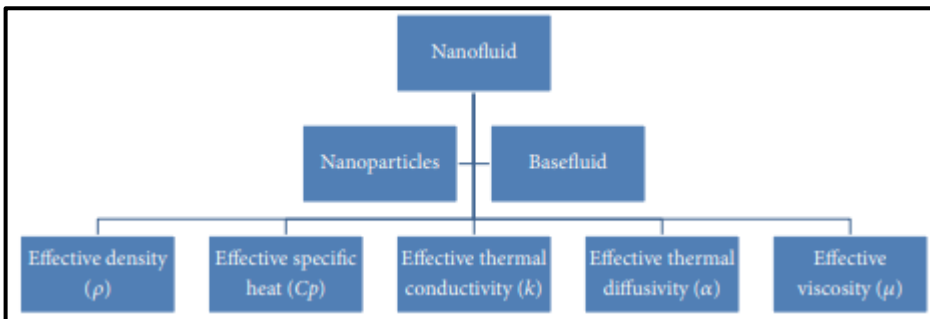 Nanofluid
Nanoparticles
Basefluid
Effective density
(ρ)
Effective specific
heat (Cp)
Effective thermal
conductivity (k)
Effective thermal
diffusivity (α)
Effective
viscosity (μ)